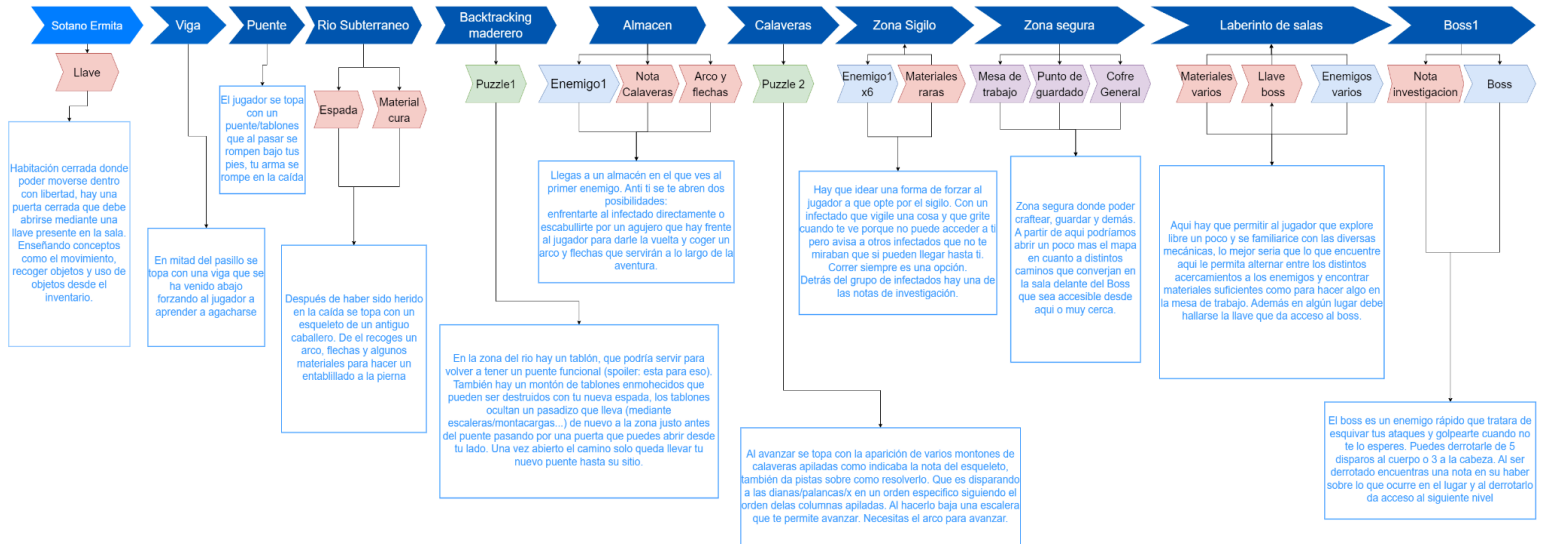 Sotano Ermita
Viga
Puente
Rio Subterraneo
Backtracking
maderero
Almacen
Calaveras
Zona Sigilo
Zona segura
Laberinto de salas
Boss1
Llave
Espada
Material
cura
Puzzle1
Enemigo1
Nota
Calaveras
Arco y
flechas
Puzzle 2
Enemigo1
x6
Materiales
raras
Mesa de
trabajo
Punto de
guardado
Cofre
General
Materiales
varios
Llave
boss
Enemigos
varios
Nota
investigacion
Boss
Habitación cerrada donde
poder moverse dentro
con libertad, hay una
puerta cerrada que debe
abrirse mediante una
llave presente en la sala.
Enseñando conceptos
como el movimiento,
recoger objetos y uso de
objetos desde el
inventario.
En mitad del pasillo se
topa con una viga que se
ha venido abajo
forzando al jugador a
aprender a agacharse
El jugador se topa
con un
puente/tablones
que al pasar se
rompen bajo tus
pies, tu arma se
rompe en la caída
Después de haber sido herido
en la caída se topa con un
esqueleto de un antiguo
caballero. De el recoges un
arco, flechas y algunos
materiales para hacer un
entablillado a la pierna
En la zona del rio hay un tablón, que podría servir para
volver a tener un puente funcional (spoiler: esta para eso).
También hay un montón de tablones enmohecidos que
pueden ser destruidos con tu nueva espada, los tablones
ocultan un pasadizo que lleva (mediante
escaleras/montacargas...) de nuevo a la zona justo antes
del puente pasando por una puerta que puedes abrir desde
tu lado. Una vez abierto el camino solo queda llevar tu
nuevo puente hasta su sitio.
Llegas a un almacén en el que ves al
primer enemigo. Anti ti se te abren dos
posibilidades:
enfrentarte al infectado directamente o
escabullirte por un agujero que hay frente
al jugador para darle la vuelta y coger un
arco y flechas que servirán a lo largo de la
aventura.
Al avanzar se topa con la aparición de varios montones de
calaveras apiladas como indicaba la nota del esqueleto,
también da pistas sobre como resolverlo. Que es disparando
a las dianas/palancas/x en un orden especifico siguiendo el
orden delas columnas apiladas. Al hacerlo baja una escalera
que te permite avanzar. Necesitas el arco para avanzar.
Hay que idear una forma de forzar al
jugador a que opte por el sigilo. Con un
infectado que vigile una cosa y que grite
cuando te ve porque no puede acceder a ti
pero avisa a otros infectados que no te
miraban que si pueden llegar hasta ti.
Correr siempre es una opción.
Detrás del grupo de infectados hay una de
las notas de investigación.
Zona segura donde poder
craftear, guardar y demás.
A partir de aqui podríamos
abrir un poco mas el mapa
en cuanto a distintos
caminos que converjan en
la sala delante del Boss
que sea accesible desde
aqui o muy cerca.
Aqui hay que permitir al jugador que explore
libre un poco y se familiarice con las diversas
mecánicas, lo mejor seria que lo que encuentre
aqui le permita alternar entre los distintos
acercamientos a los enemigos y encontrar
materiales suficientes como para hacer algo en
la mesa de trabajo. Además en algún lugar debe
hallarse la llave que da acceso al boss.
El boss es un enemigo rápido que tratara de
esquivar tus ataques y golpearte cuando no
te lo esperes. Puedes derrotarle de 5
disparos al cuerpo o 3 a la cabeza. Al ser
derrotado encuentras una nota en su haber
sobre lo que ocurre en el lugar y al derrotarlo
da acceso al siguiente nivel